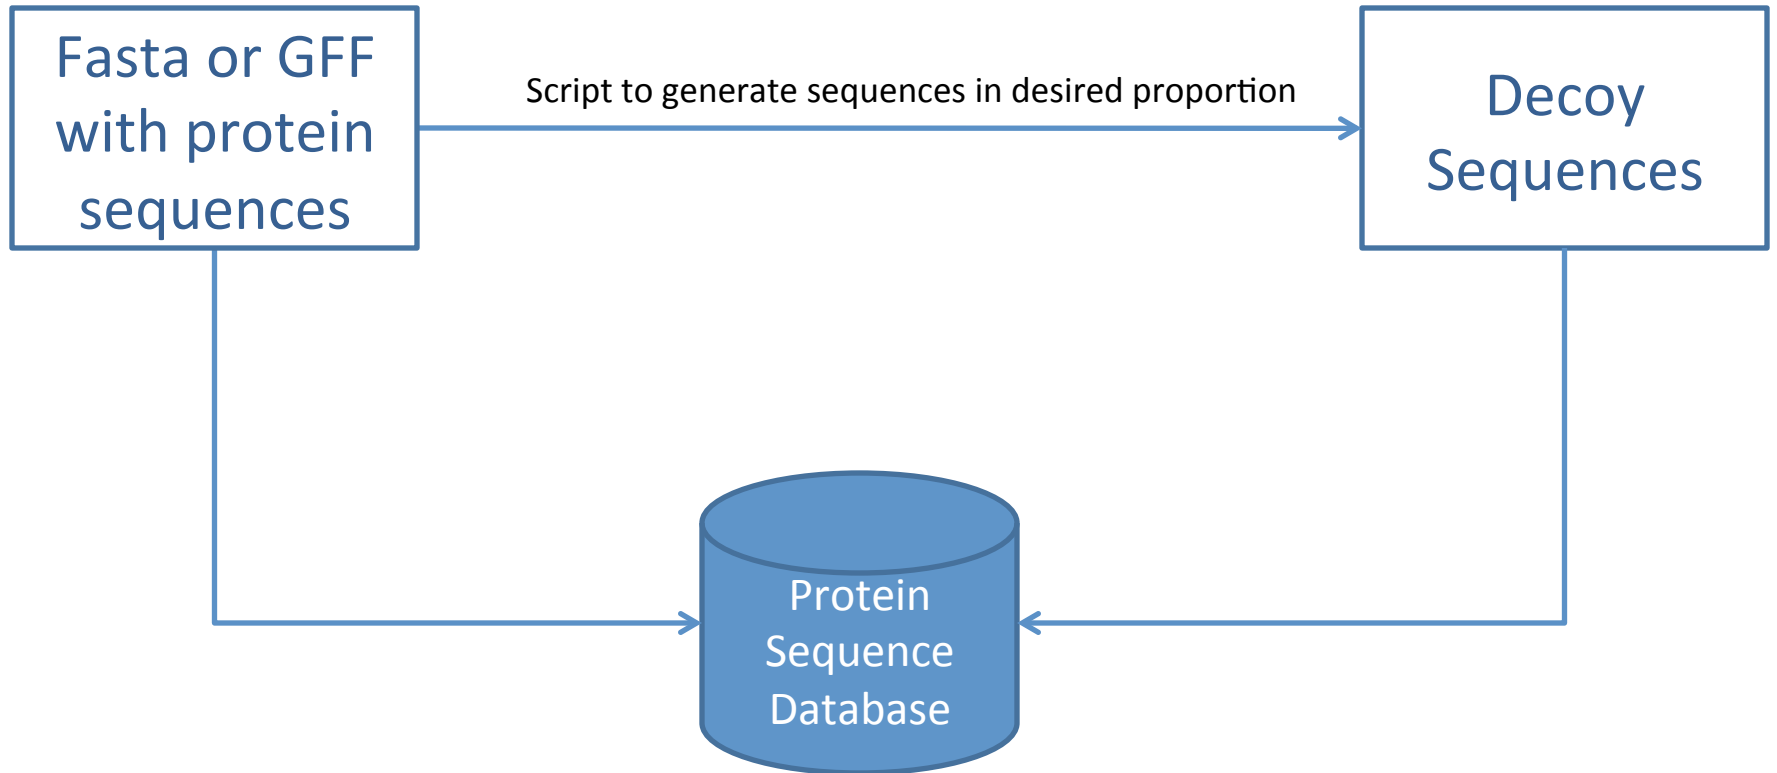 Fasta or GFF
with protein
sequences
Script to generate sequences in desired proportion
Decoy
Sequences
Protein
Sequence
Database